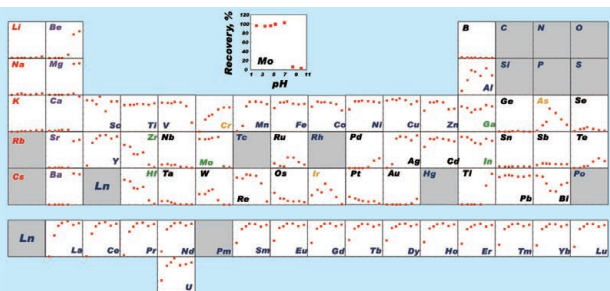 Recovery, %
120
100
80
60
40
20
0
Mo
1 3 5 7 9 11
pH
Li Be B C N O
Na Mg Al Si P S
K Ca Sc Ti V Cr Mn Fe Co Ni Cu Zn Ga Ge As Se
Rb Sr Y Zr Nb Mo Tc Ru Rh Pd Ag Cd In Sn Sb Te
Cs Ba Ln Hf Ta W Re Os Ir Pt Au Hg Tl Pb Bi Po
Ln La Ce Pr Nd Pm Sm Eu Gd Tb Dy Ho Er Tm Yb Lu
U